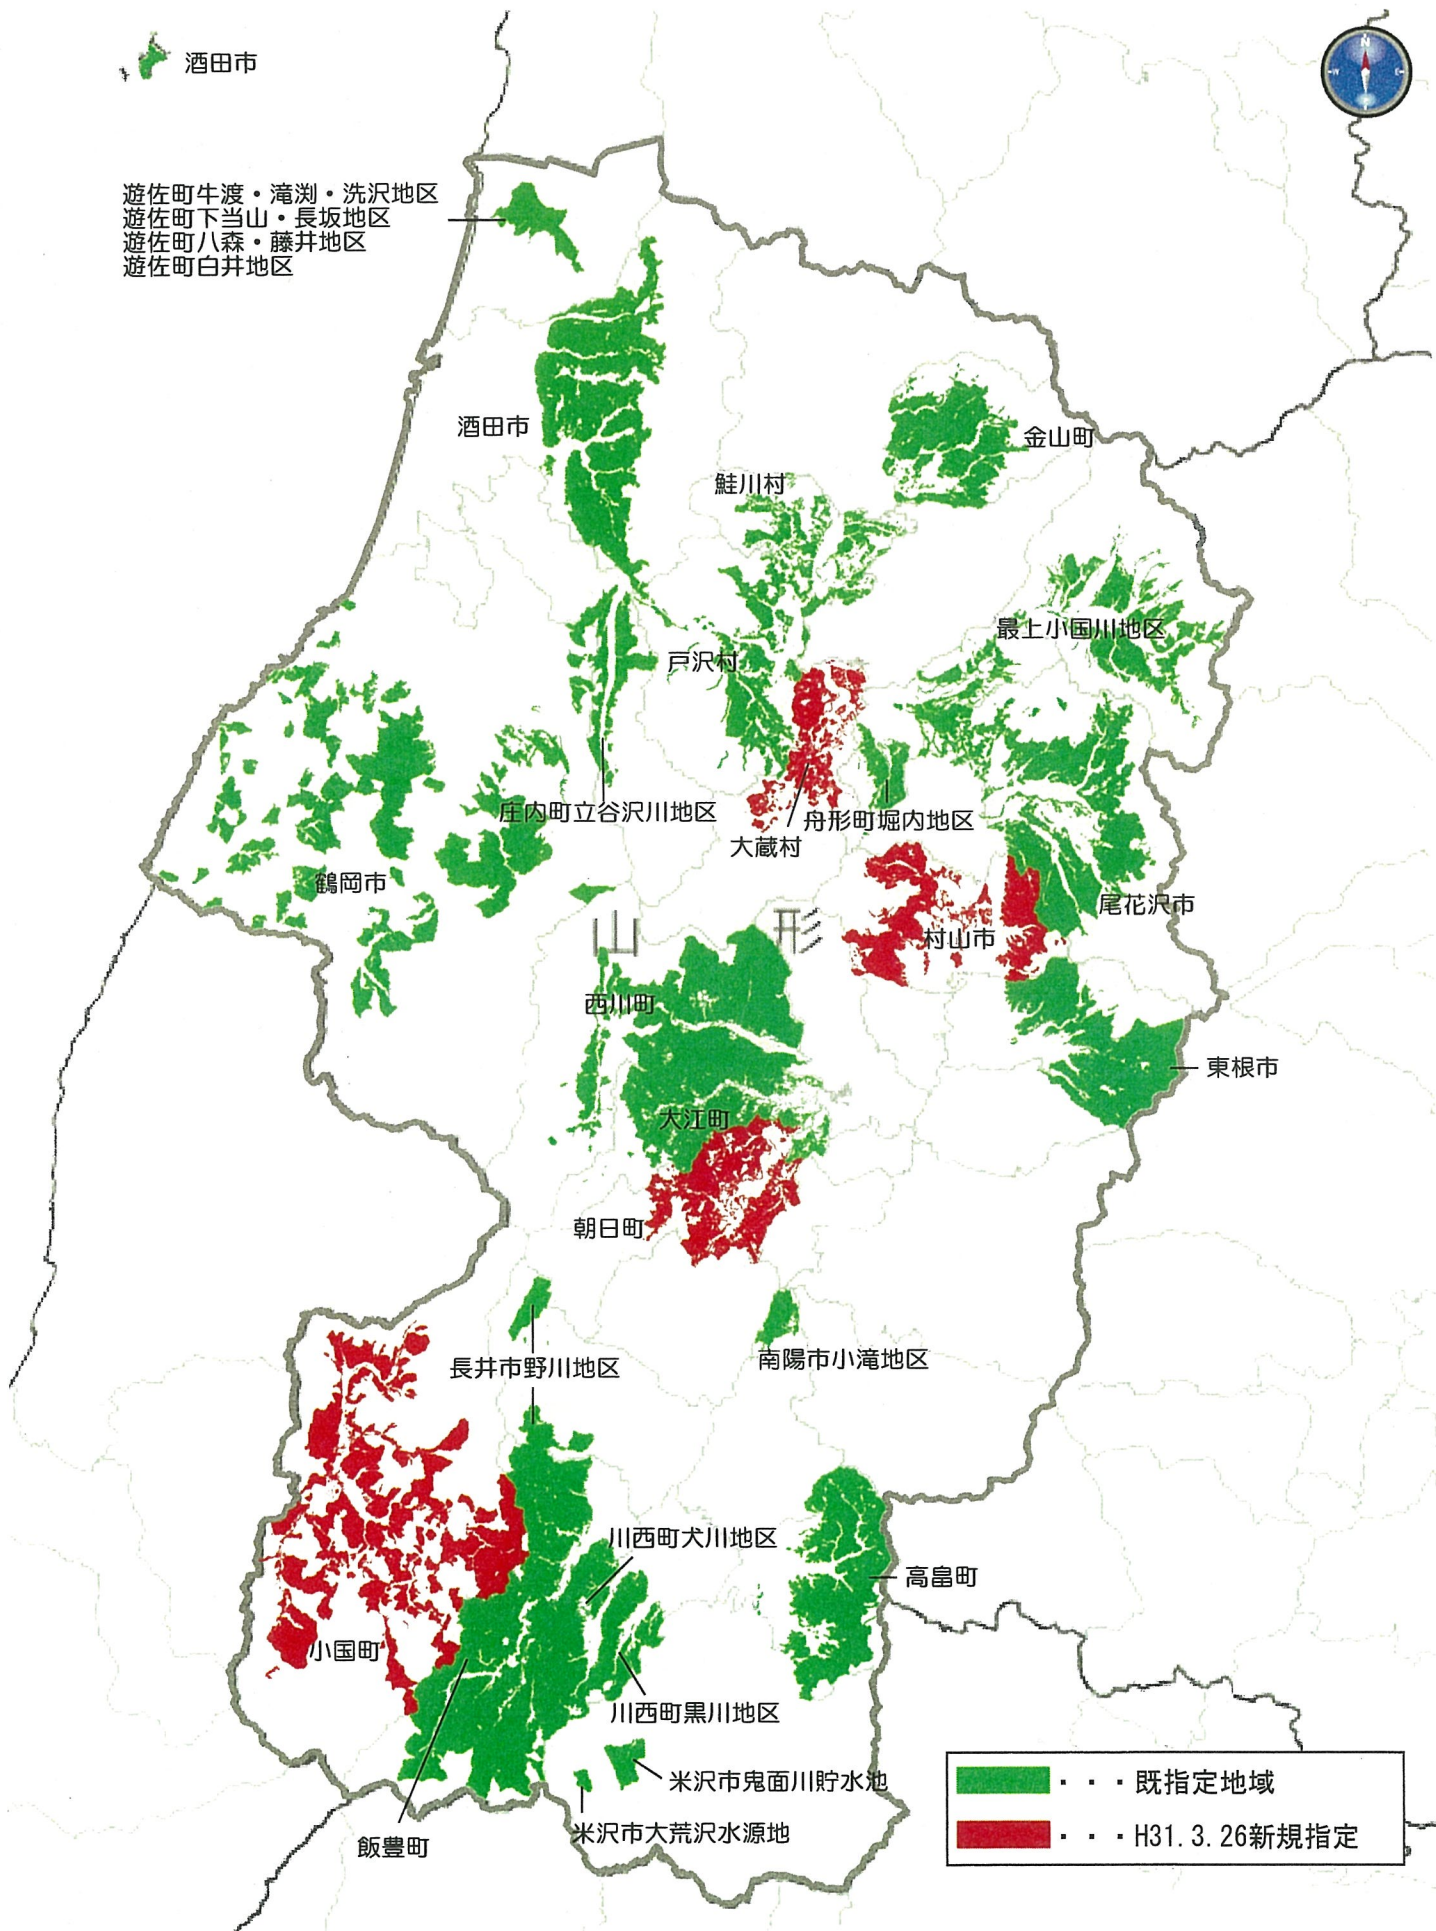 酒田市
N
W
E
遊佐町牛渡・滝渕・洗沢地区
遊佐町下当山・長坂地区
遊佐町八森・藤井地区
遊佐町白井地区
酒田市
金山町
鮭川村
最上小国川地区
戸沢村
庄内町立谷沢川地区
舟形町堀内地区
大蔵村
鶴岡市
尾花沢市
山形
村山市
西川町
東根市
大江町
朝日町
長井市野川地区
南陽市小滝地区
川西町犬川地区
高畠町
小国町
川西町黒川地区
米沢市鬼面川貯水池
米沢市大荒沢水源地
飯豊町
・・・既指定地域
・・・H31.3.26新規指定